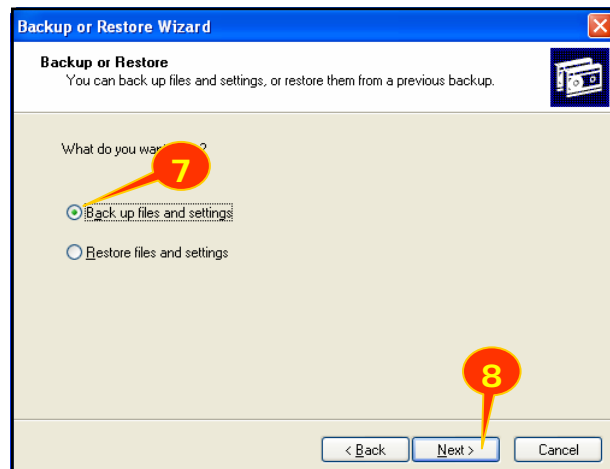 Backup or Restore Wizard
Backup or Restore
You can back up files and settings, or restore them from a previous backup.
What do you ?
7
Back up files and settings
Restore files and settings
8
< Back Next > Cancel